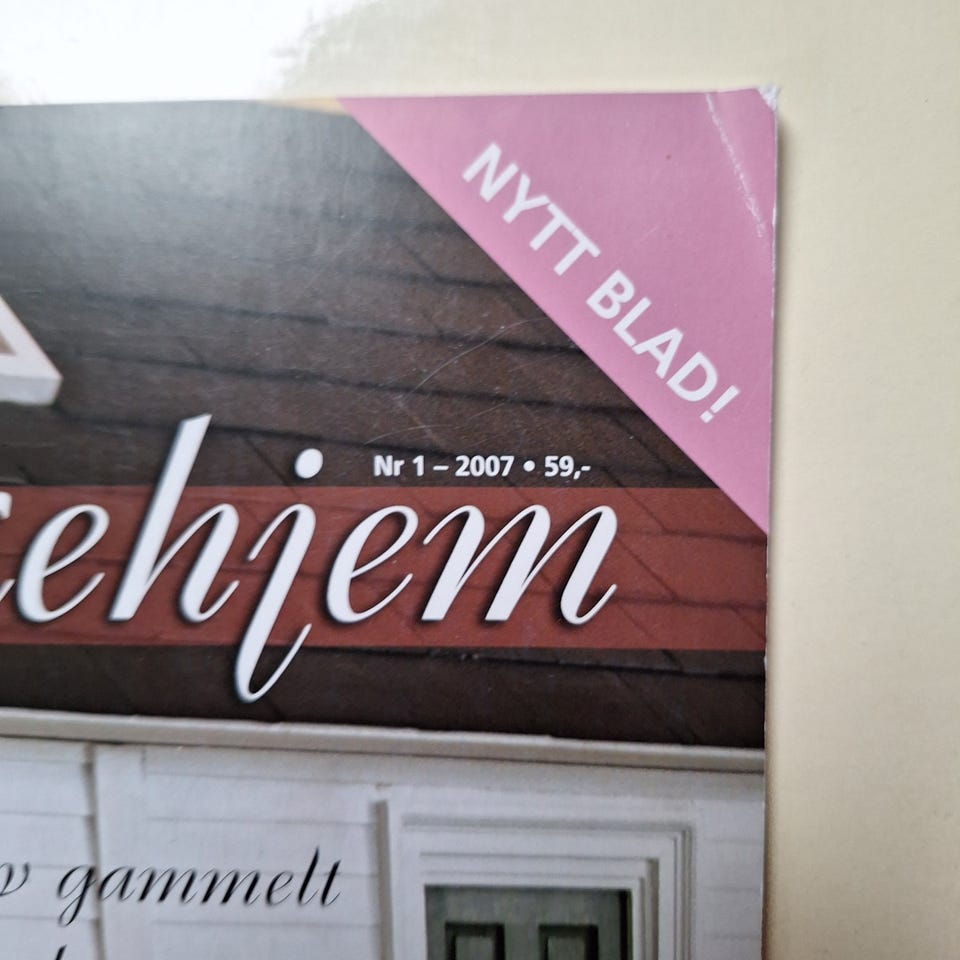 NYTT BLAD!
Nr 1 – 2007 • 59,-
ehjem
gammelt